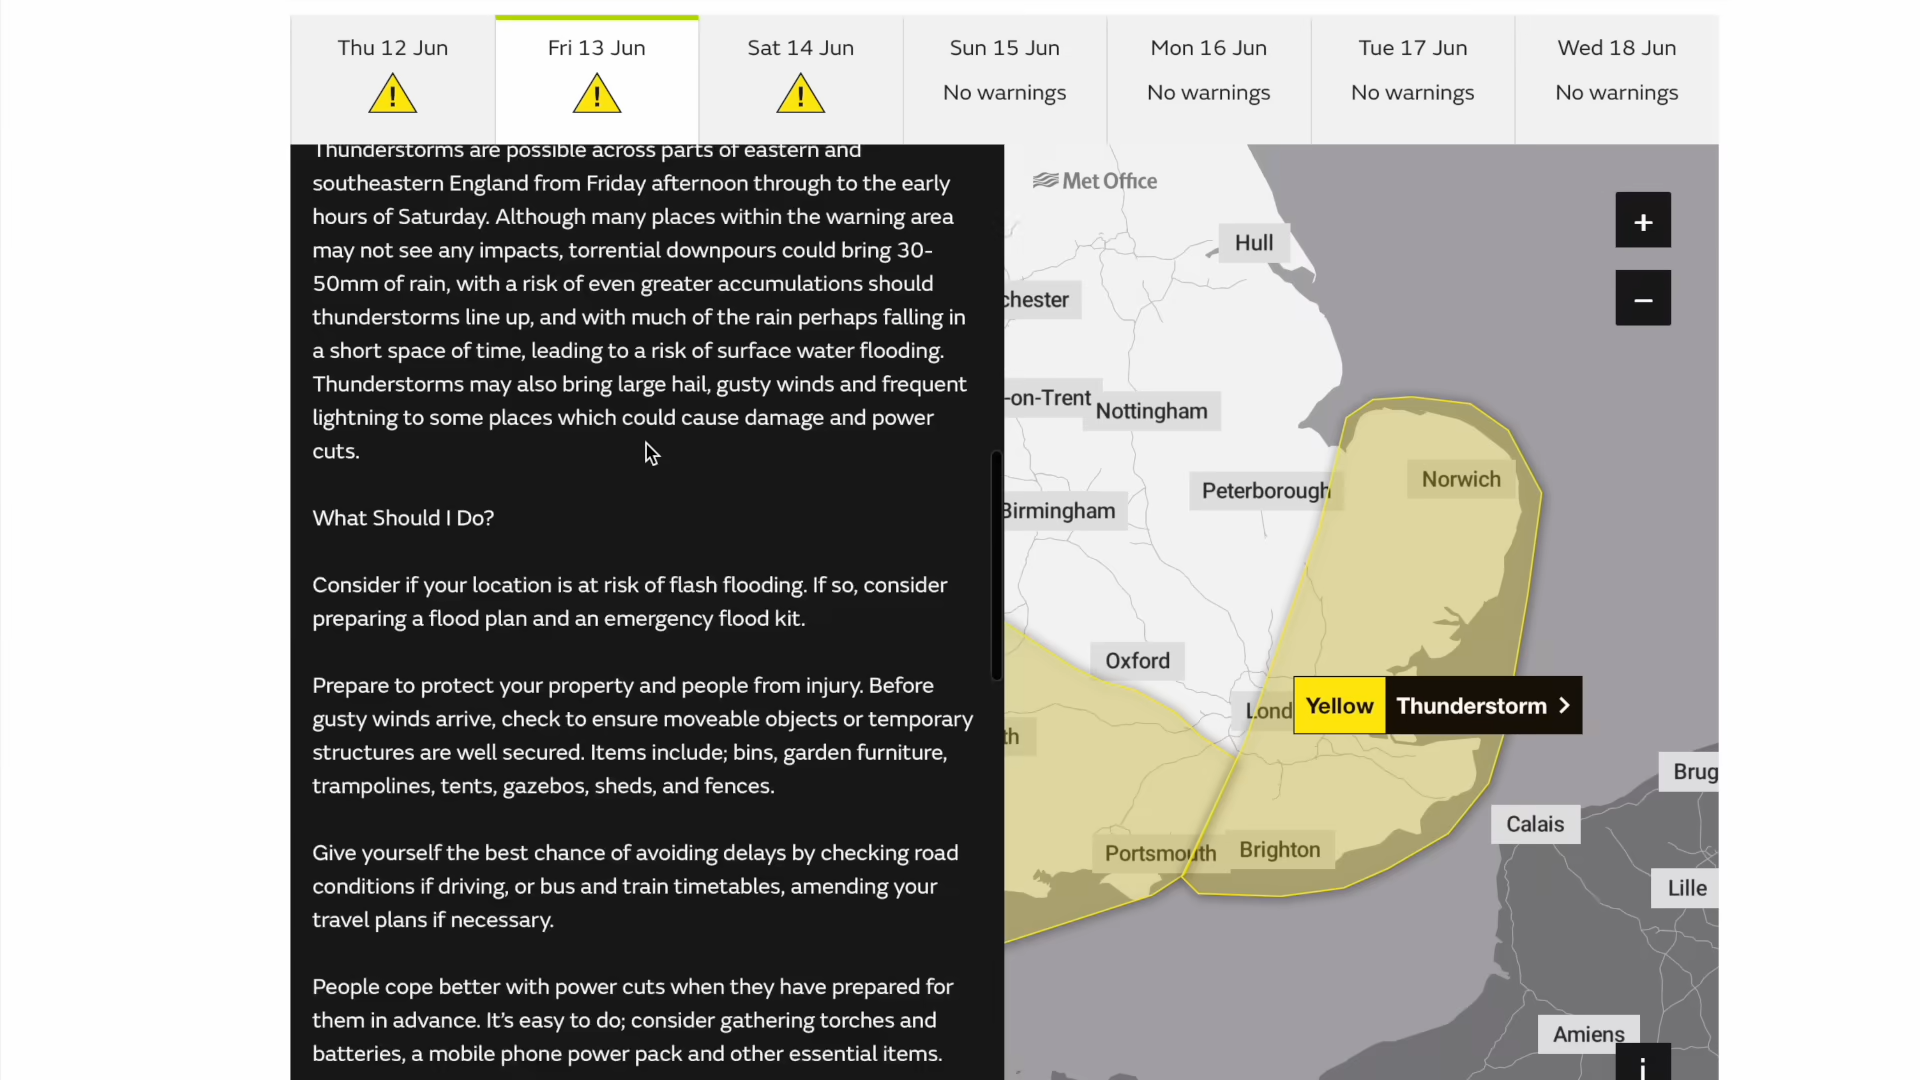 Thu 12 Jun
Fri 13 Jun
Sat 14 Jun
Sun 15 Jun
Mon 16 Jun
Tue 17 Jun
Wed 18 Jun
No warnings
No warnings
No warnings
No warnings
Thunderstorms are possible across parts of eastern and
southeastern England from Friday afternoon through to the early
hours of Saturday. Although many places within the warning area
may not see any impacts, torrential downpours could bring 30-
50mm of rain, with a risk of even greater accumulations should
thunderstorms line up, and with much of the rain perhaps falling in
a short space of time, leading to a risk of surface water flooding.
Thunderstorms may also bring large hail, gusty winds and frequent
lightning to some places which could cause damage and power
cuts.
What Should I Do?
Consider if your location is at risk of flash flooding. If so, consider
preparing a flood plan and an emergency flood kit.
Prepare to protect your property and people from injury. Before
gusty winds arrive, check to ensure moveable objects or temporary
structures are well secured. Items include; bins, garden furniture,
trampolines, tents, gazebos, sheds, and fences.
Give yourself the best chance of avoiding delays by checking road
conditions if driving, or bus and train timetables, amending your
travel plans if necessary.
People cope better with power cuts when they have prepared for
them in advance. It's easy to do; consider gathering torches and
batteries, a mobile phone power pack and other essential items.
Met Office
Hull
chester
-on-Trent
Nottingham
Norwich
Peterborough
Birmingham
Oxford
Lond
Yellow Thunderstorm
th
Brug
Calais
Portsmouth
Brighton
Lille
Amiens
+
−
i